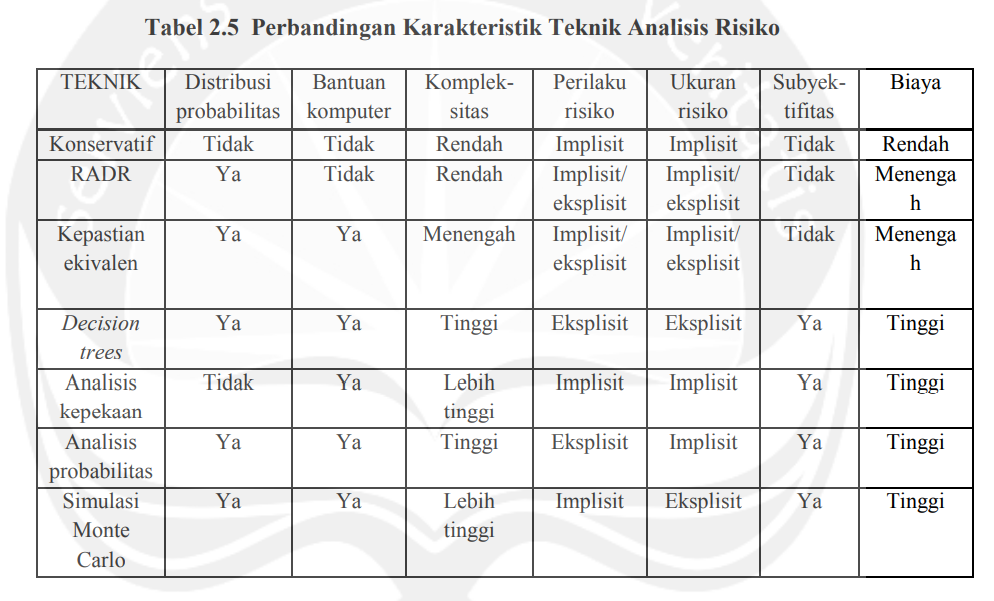 Tabel 2.5 Perbandingan Karakteristik Teknik Analisis Risiko
TEKNIK Distribusi probabilitas Bantuan komputer Komplek-sitas Perilaku risiko Ukuran risiko Subyek-tifitas Biaya
Konservatif Tidak Tidak Rendah Implisit Implisit Tidak Rendah
RADR Ya Tidak Rendah Implisit/ eksplisit Implisit/ eksplisit Tidak Menengah
Kepastian ekivalen Ya Ya Menengah Implisit/ eksplisit Implisit/ eksplisit Tidak Menengah
Decision trees Ya Ya Tinggi Eksplisit Eksplisit Ya Tinggi
Analisis kepekaan Tidak Ya Lebih tinggi Implisit Implisit Ya Tinggi
Analisis probabilitas Ya Ya Tinggi Eksplisit Implisit Ya Tinggi
Simulasi Monte Carlo Ya Ya Lebih tinggi Implisit Eksplisit Ya Tinggi
serviens
veritatis